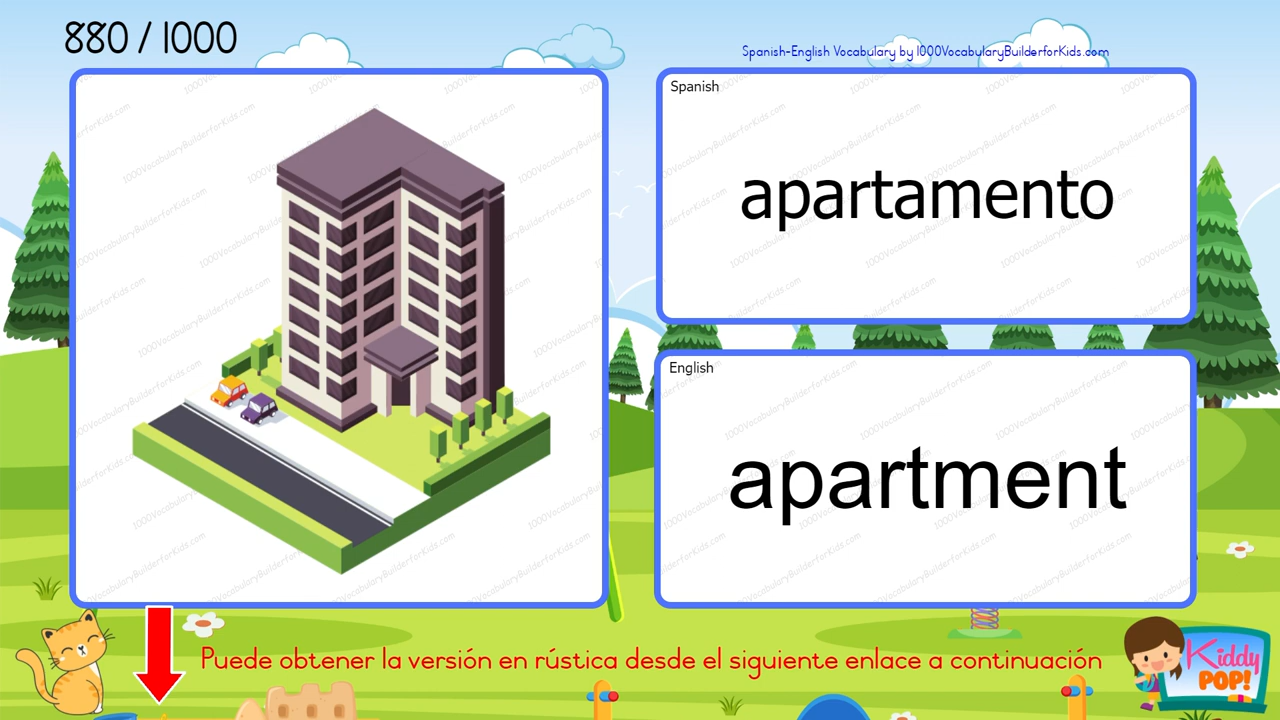 880 / 1000
Spanish-English Vocabulary by 1000VocabularyBuilderforKids.com
Spanish
apartamento
English
apartment
Puede obtener la versión en rústica desde el siguiente enlace a continuación
Kiddy
POP!